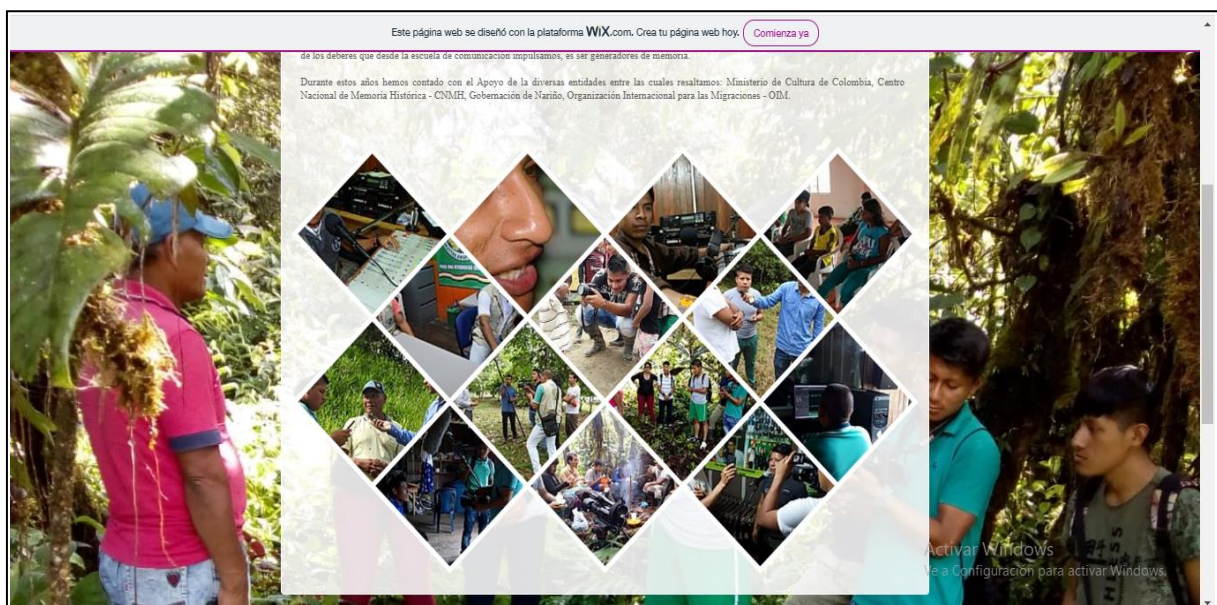 Este página web se diseñó con la plataforma WiX.com. Crea tu página web hoy. Comienza ya
de los deberes que desde la escuela de comunicación impulsamos, es ser generadores de memoria.
Durante estos años hemos contado con el Apoyo de la diversas entidades entre las cuales resaltamos: Ministerio de Cultura de Colombia, Centro
Nacional de Memoria Histórica - CNMH, Gobernación de Nariño, Organización Internacional para las Migraciones - OIM.
Activar Windows
Ve a Configuración para activar Windows.